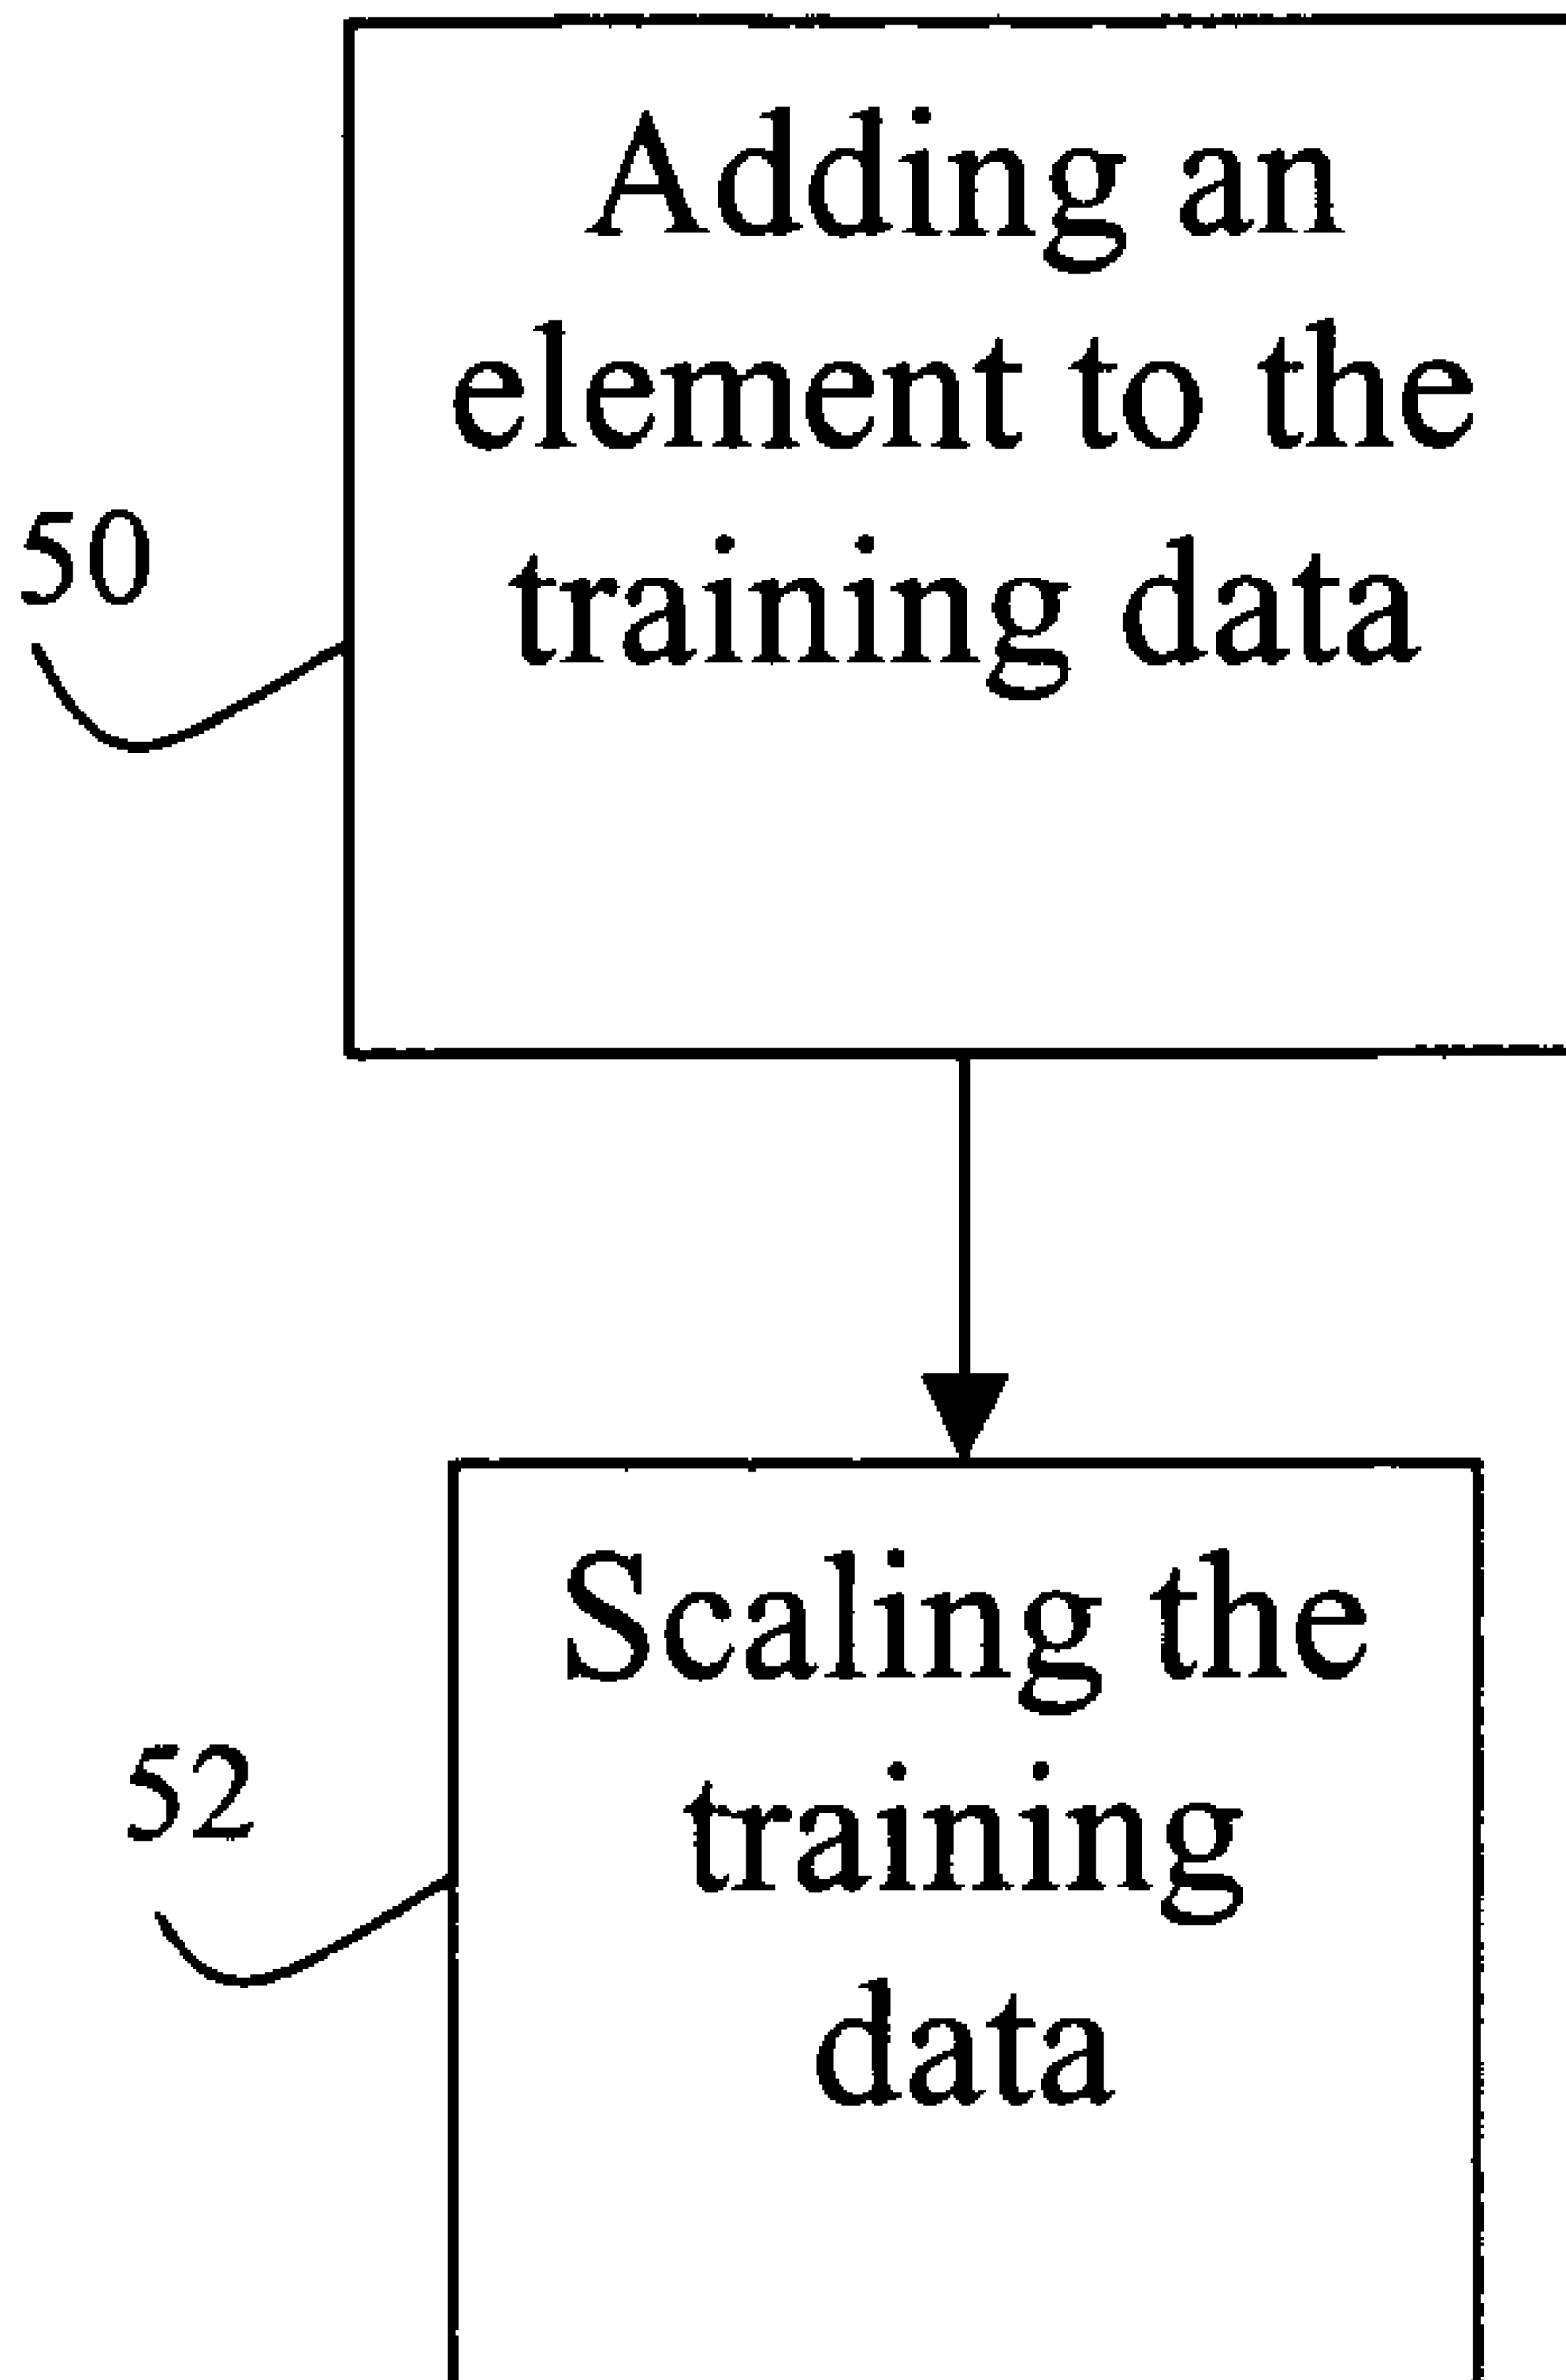 Adding an
element to the
training data
50
Scaling the
training
data
52